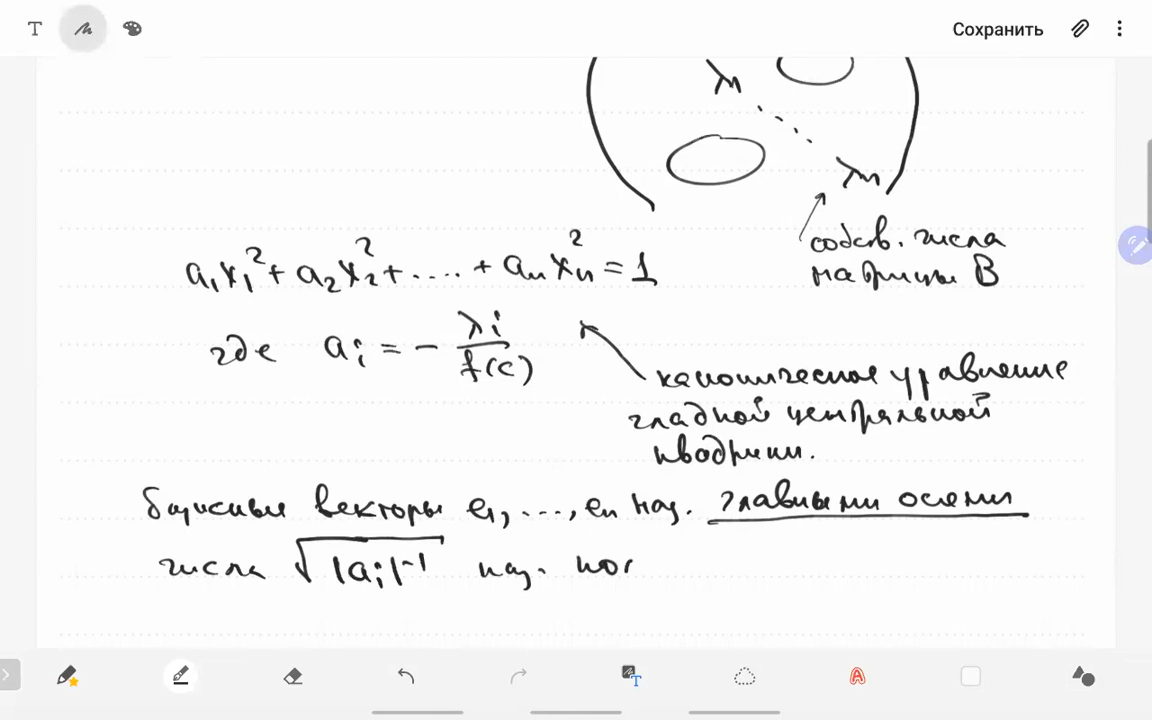 Сохранить
λ1
λn
собств. числа
матрицы B
a₁x₁² + a₂x₂² + .... + aₙxₙ² = 1
где aᵢ = - λᵢ / f(c)
каноническое уравнение
гладкой центральной
квадрики.
базисные векторы e₁, ..., eₙ наз. главными осями
числа √|aᵢ|⁻¹ наз.